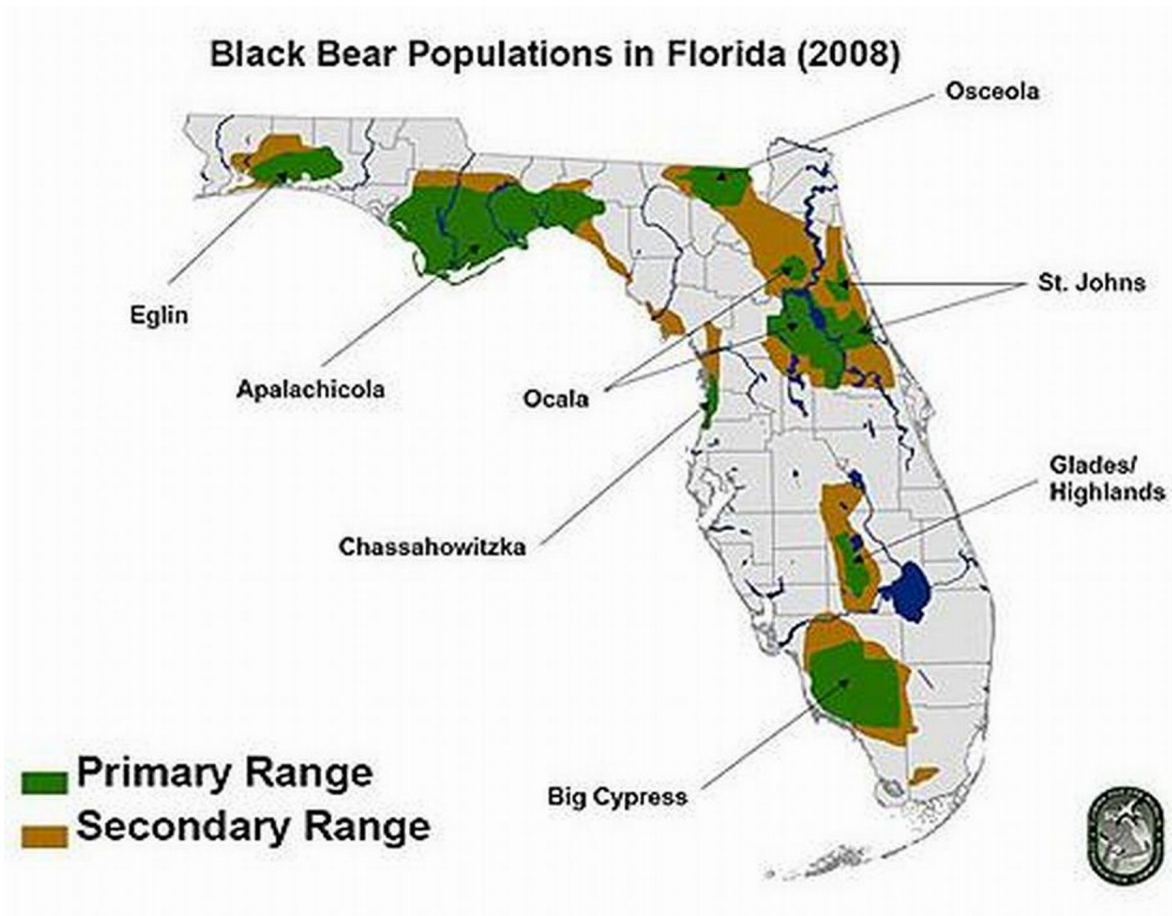 Black Bear Populations in Florida (2008)
Osceola
Eglin
St. Johns
Apalachicola
Ocala
Glades/
Highlands
Chassahowitzka
Big Cypress
Primary Range
Secondary Range